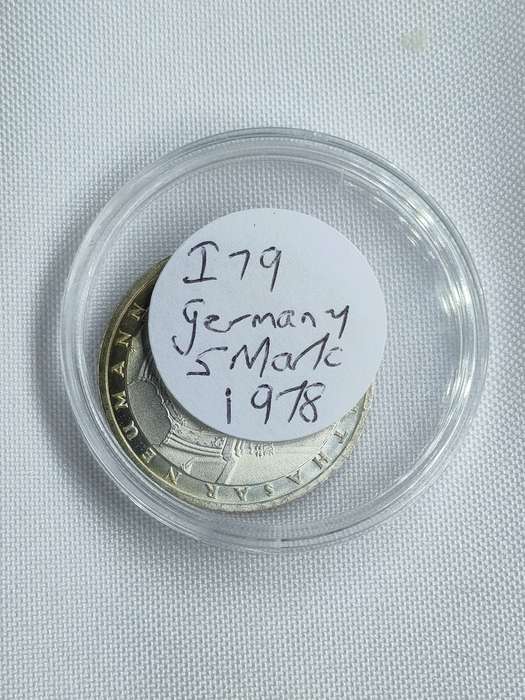 I79
Germany
5 Mark
1978
THASAR NEUMANN